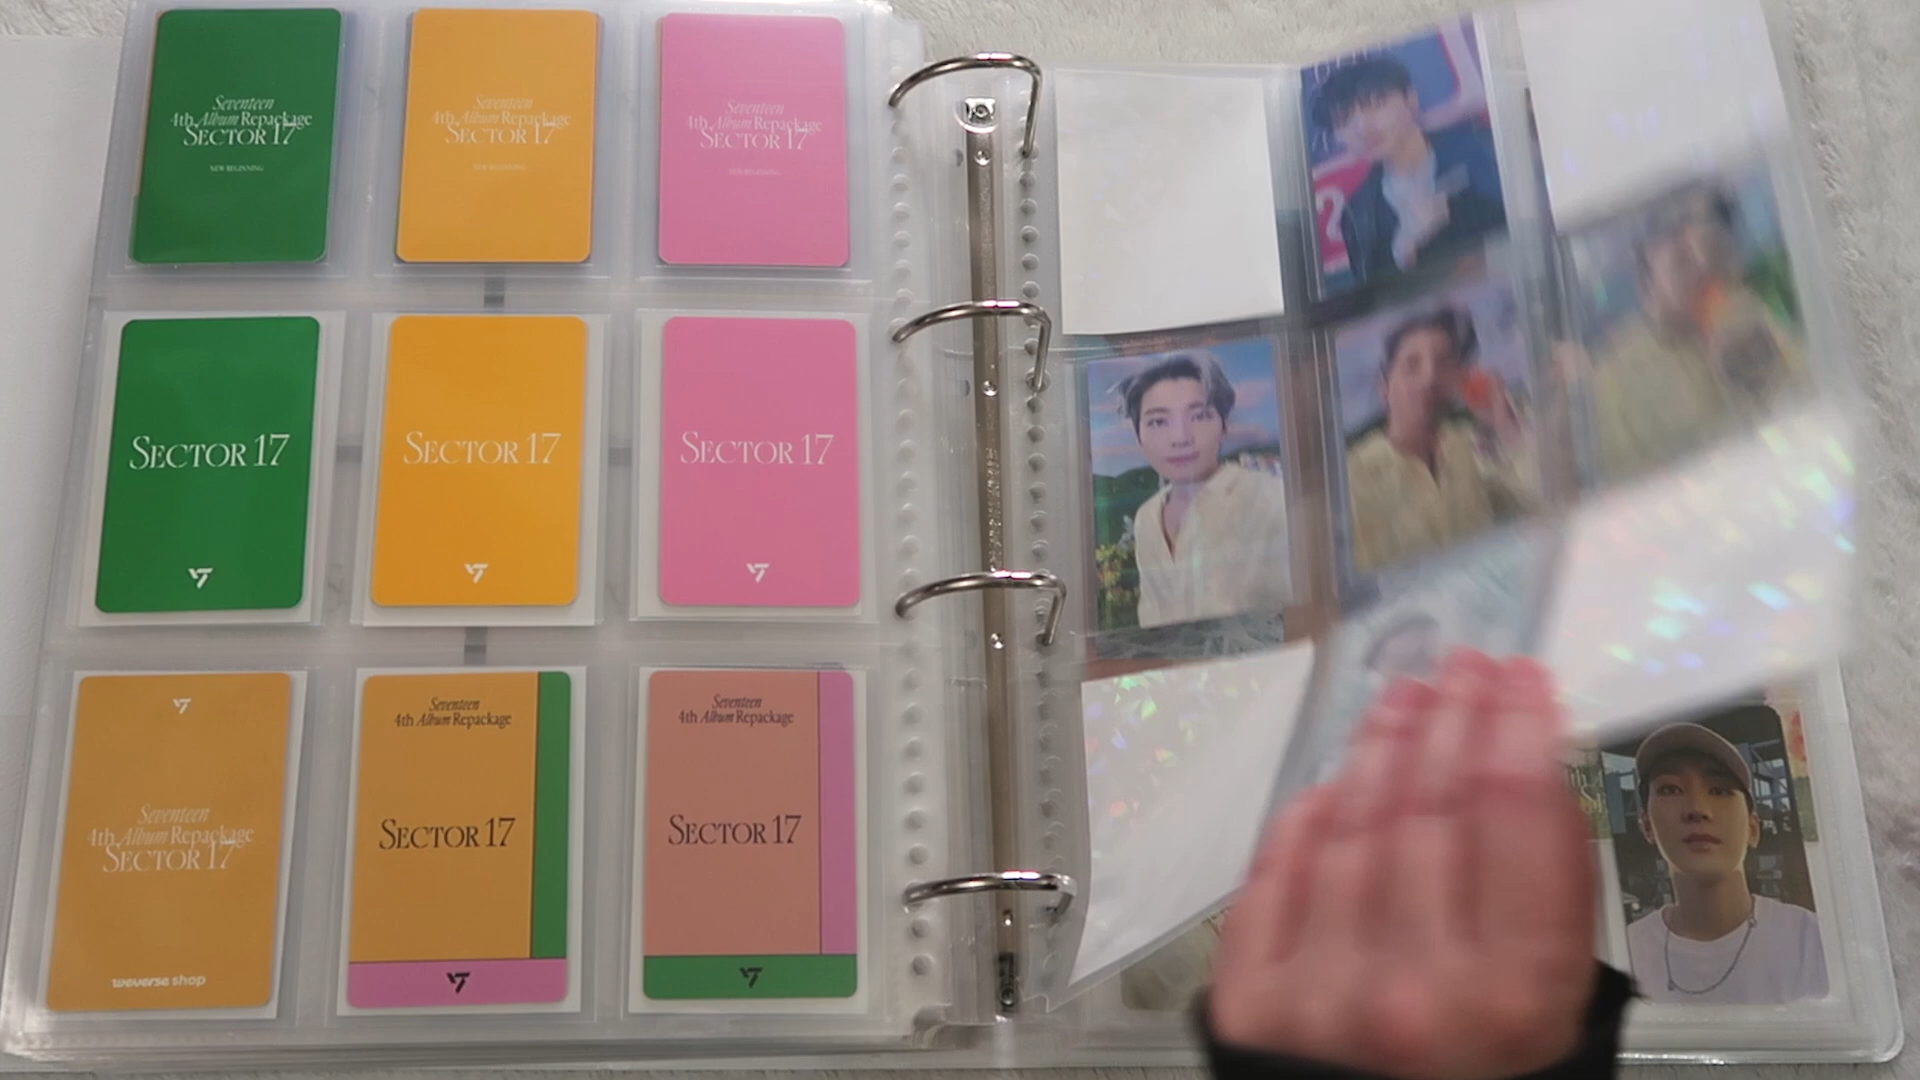 Seventeen
4th Album Repackage
SECTOR 17
NEW BEGINNING
Seventeen
4th Album Repackage
SECTOR 17
NEW BEGINNING
Seventeen
4th Album Repackage
SECTOR 17
NEW BEGINNING
SECTOR 17
SECTOR 17
SECTOR 17
Seventeen
4th Album Repackage
SECTOR 17
weverse shop
Seventeen
4th Album Repackage
SECTOR 17
Seventeen
4th Album Repackage
SECTOR 17